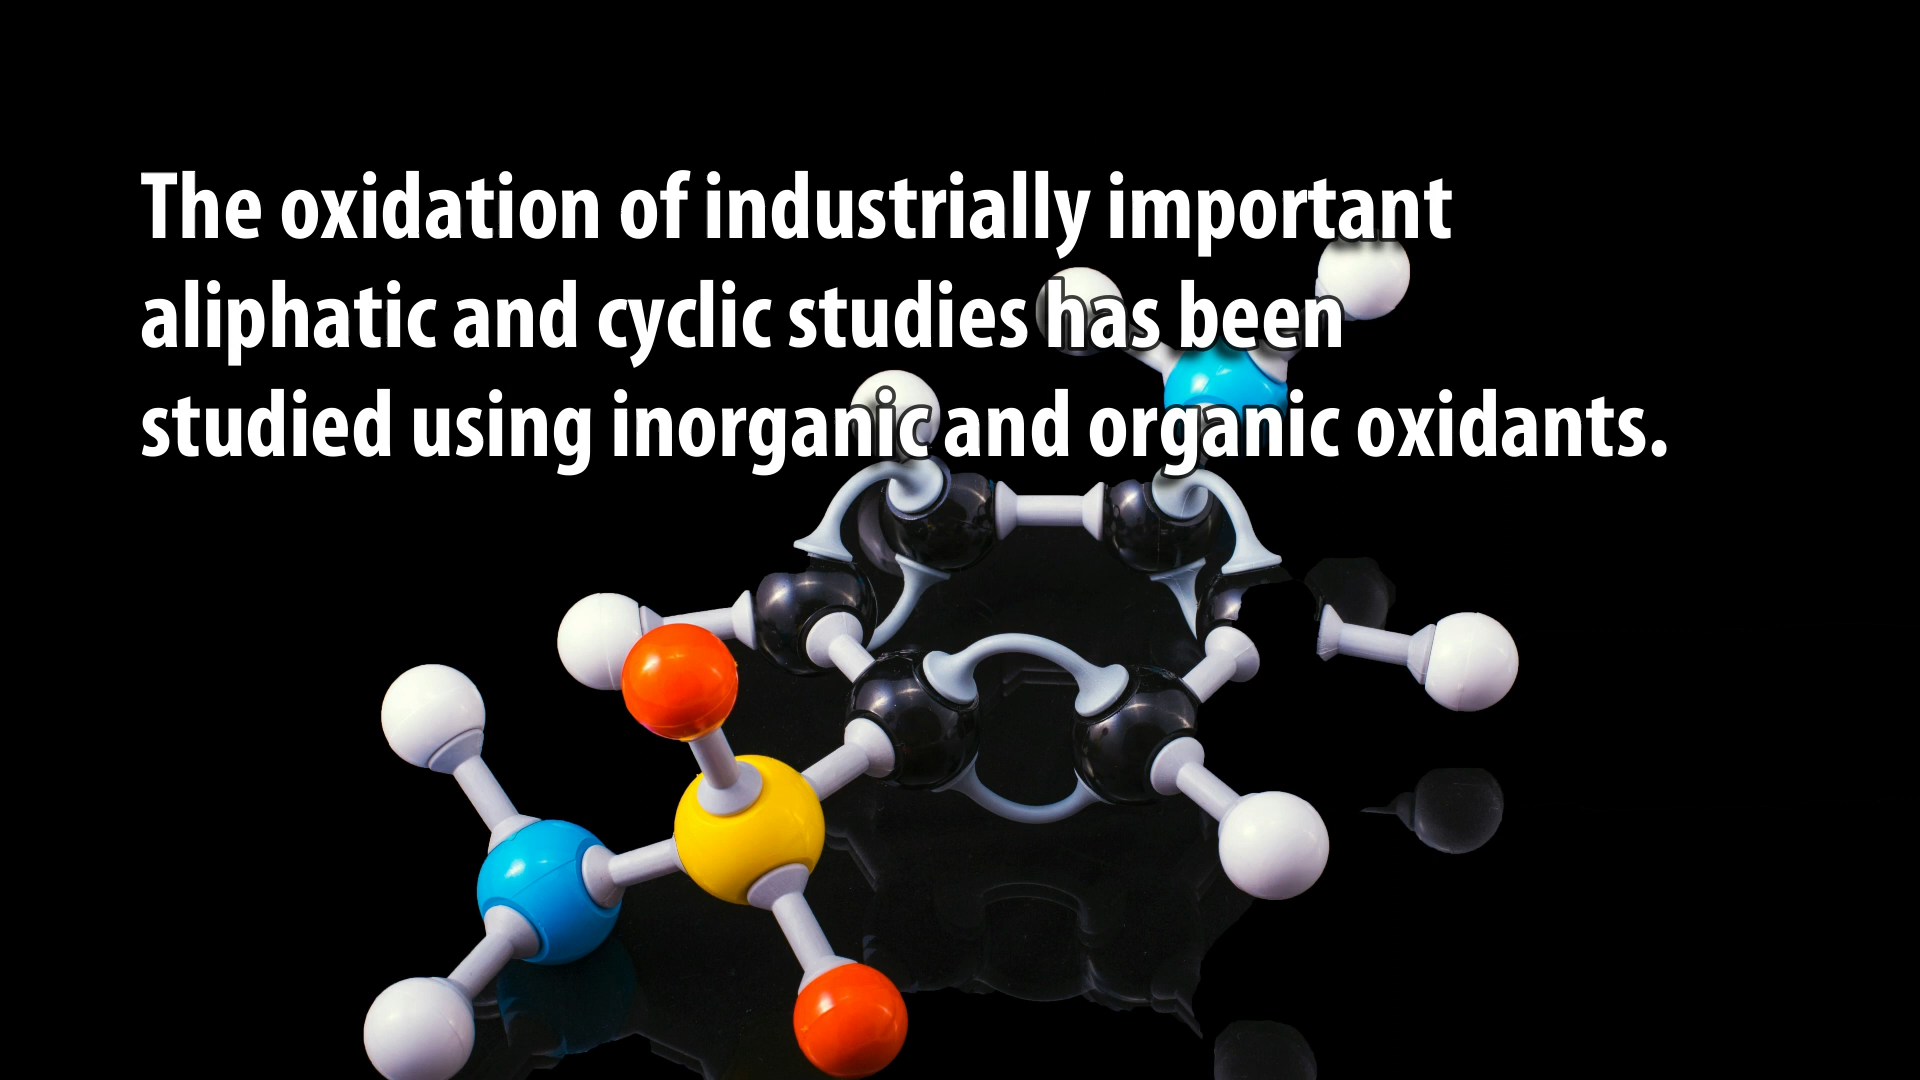 The oxidation of industrially important
aliphatic and cyclic studies has been
studied using inorganic and organic oxidants.